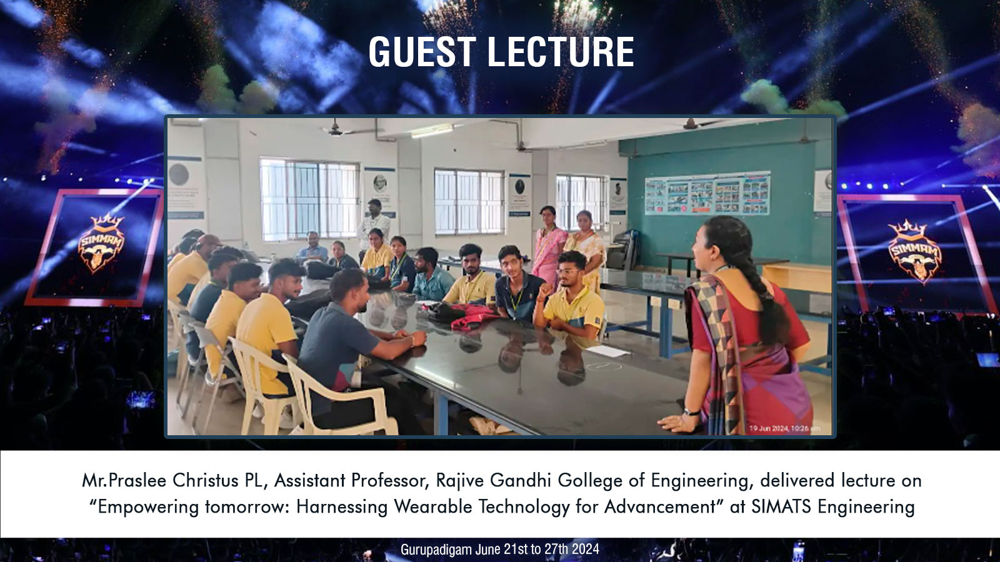 GUEST LECTURE
SIMMAM
SIMMAM
19 Jun 2024, 10:26 am
Mr.Praslee Christus PL, Assistant Professor, Rajive Gandhi Gollege of Engineering, delivered lecture on
“Empowering tomorrow: Harnessing Wearable Technology for Advancement” at SIMATS Engineering
Gurupadigam June 21st to 27th 2024